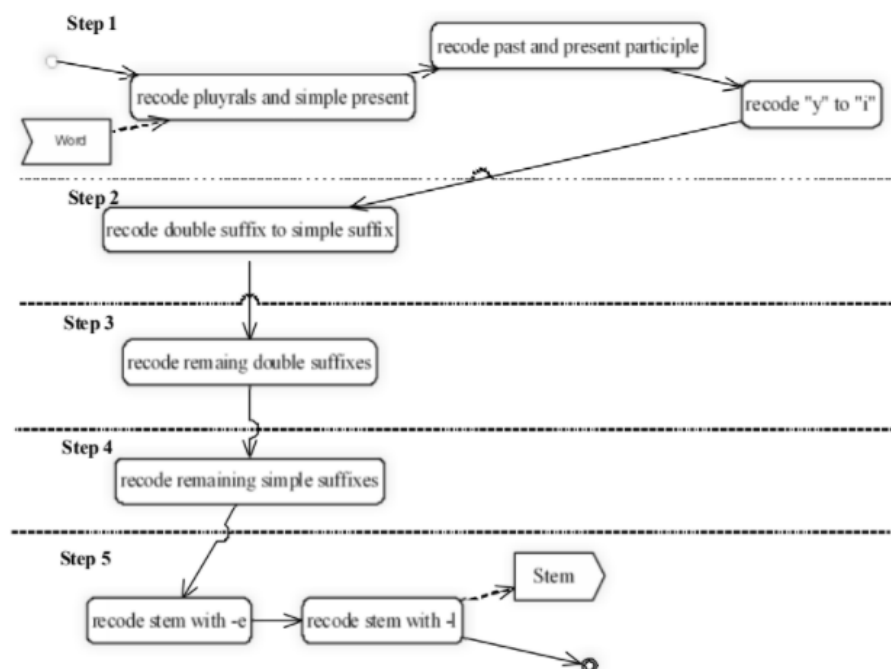 Step 1
recode past and present participle
recode pluyrals and simple present
recode "y" to "i"
Word
Step 2
recode double suffix to simple suffix
Step 3
recode remaing double suffixes
Step 4
recode remaining simple suffixes
Step 5
Stem
recode stem with -e
recode stem with -l